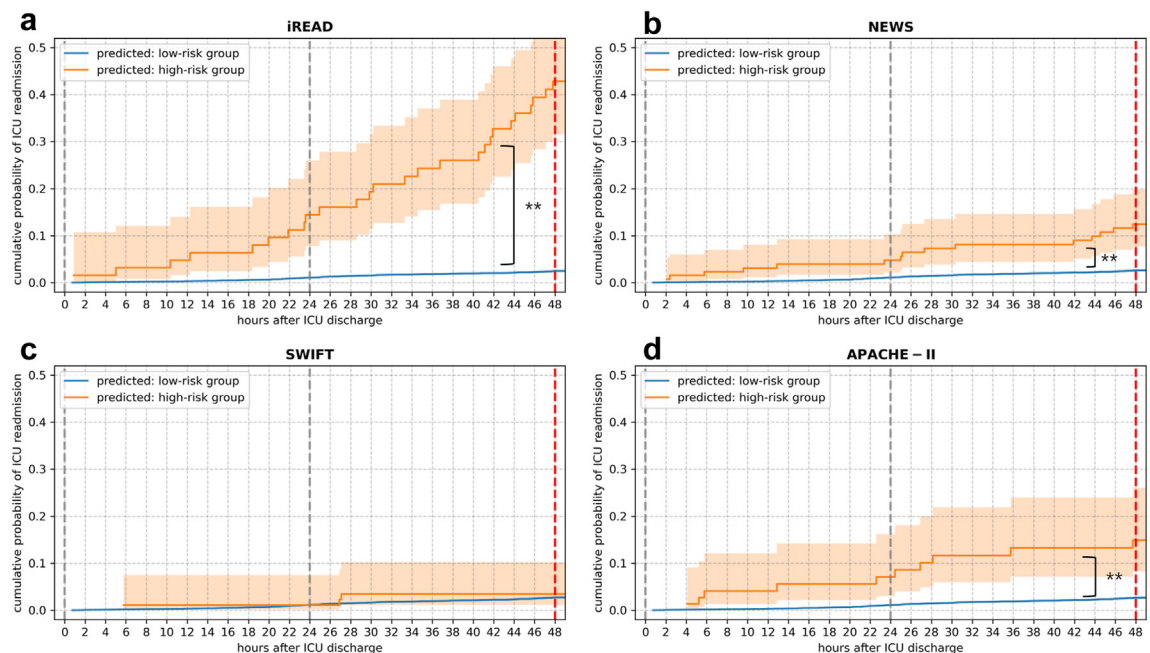 a
iREAD
predicted: low-risk group
predicted: high-risk group
cumulative probability of ICU readmission
0.5
0.4
0.3
0.2
0.1
0.0
**
0 2 4 6 8 10 12 14 16 18 20 22 24 26 28 30 32 34 36 38 40 42 44 46 48
hours after ICU discharge
b
NEWS
predicted: low-risk group
predicted: high-risk group
cumulative probability of ICU readmission
0.5
0.4
0.3
0.2
0.1
0.0
**
0 2 4 6 8 10 12 14 16 18 20 22 24 26 28 30 32 34 36 38 40 42 44 46 48
hours after ICU discharge
c
SWIFT
predicted: low-risk group
predicted: high-risk group
cumulative probability of ICU readmission
0.5
0.4
0.3
0.2
0.1
0.0
0 2 4 6 8 10 12 14 16 18 20 22 24 26 28 30 32 34 36 38 40 42 44 46 48
hours after ICU discharge
d
APACHE – II
predicted: low-risk group
predicted: high-risk group
cumulative probability of ICU readmission
0.5
0.4
0.3
0.2
0.1
0.0
**
0 2 4 6 8 10 12 14 16 18 20 22 24 26 28 30 32 34 36 38 40 42 44 46 48
hours after ICU discharge